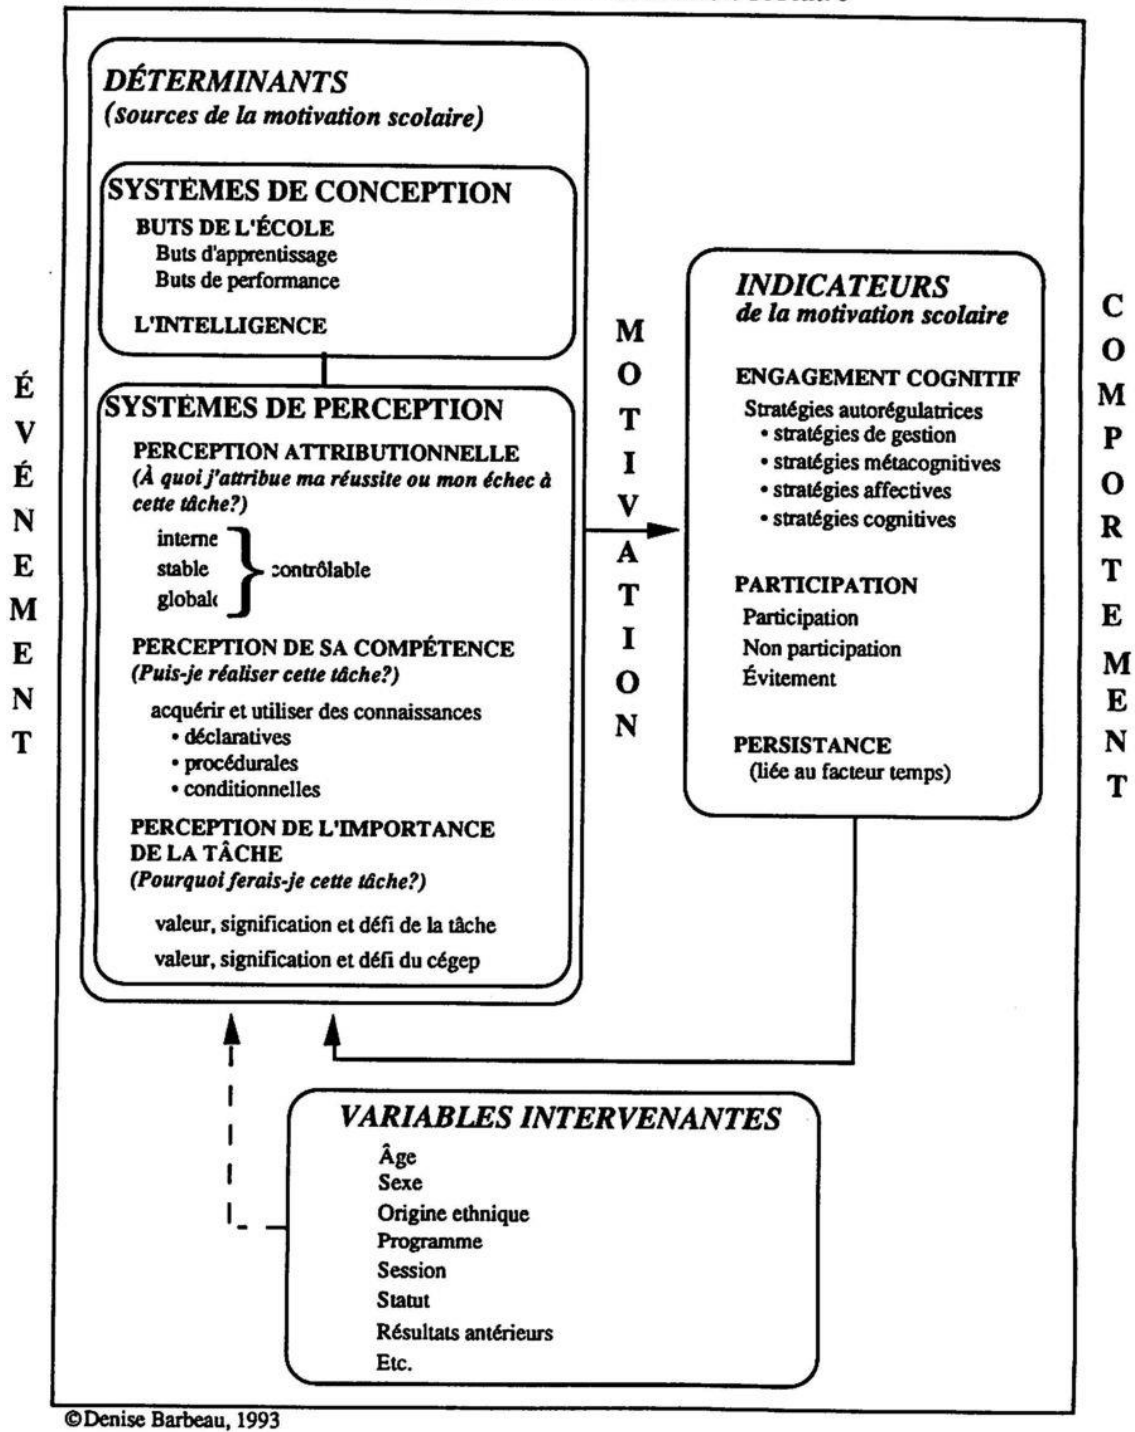 DÉTERMINANTS
(sources de la motivation scolaire)
SYSTÈMES DE CONCEPTION
BUTS DE L'ÉCOLE
Buts d'apprentissage
Buts de performance
L'INTELLIGENCE
SYSTÈMES DE PERCEPTION
PERCEPTION ATTRIBUTIONNELLE
(À quoi j'attribue ma réussite ou mon échec à
cette tâche?)
interne
stable
globale
contrôlable
PERCEPTION DE SA COMPÉTENCE
(Puis-je réaliser cette tâche?)
acquérir et utiliser des connaissances
• déclaratives
• procédurales
• conditionnelles
PERCEPTION DE L'IMPORTANCE
DE LA TÂCHE
(Pourquoi ferais-je cette tâche?)
valeur, signification et défi de la tâche
valeur, signification et défi du cégep
ÉVÉNEMENT
MOTIVATION
INDICATEURS
de la motivation scolaire
ENGAGEMENT COGNITIF
Stratégies autorégulatrices
• stratégies de gestion
• stratégies métacognitives
• stratégies affectives
• stratégies cognitives
PARTICIPATION
Participation
Non participation
Évitement
PERSISTANCE
(liée au facteur temps)
COMPORTEMENT
VARIABLES INTERVENANTES
Âge
Sexe
Origine ethnique
Programme
Session
Statut
Résultats antérieurs
Etc.
©Denise Barbeau, 1993